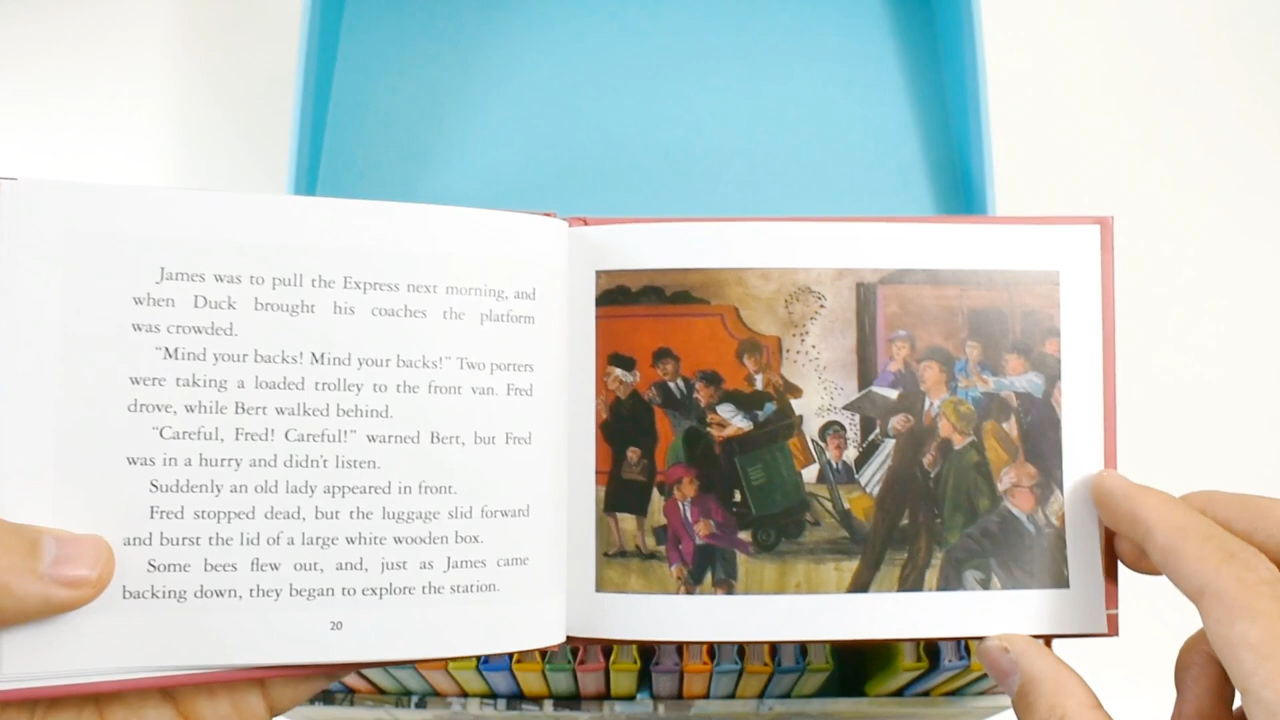 James was to pull the Express next morning, and
when Duck brought his coaches the platform
was crowded.
“Mind your backs! Mind your backs!” Two porters
were taking a loaded trolley to the front van. Fred
drove, while Bert walked behind.
“Careful, Fred! Careful!” warned Bert, but Fred
was in a hurry and didn’t listen.
Suddenly an old lady appeared in front.
Fred stopped dead, but the luggage slid forward
and burst the lid of a large white wooden box.
Some bees flew out, and, just as James came
backing down, they began to explore the station.
20